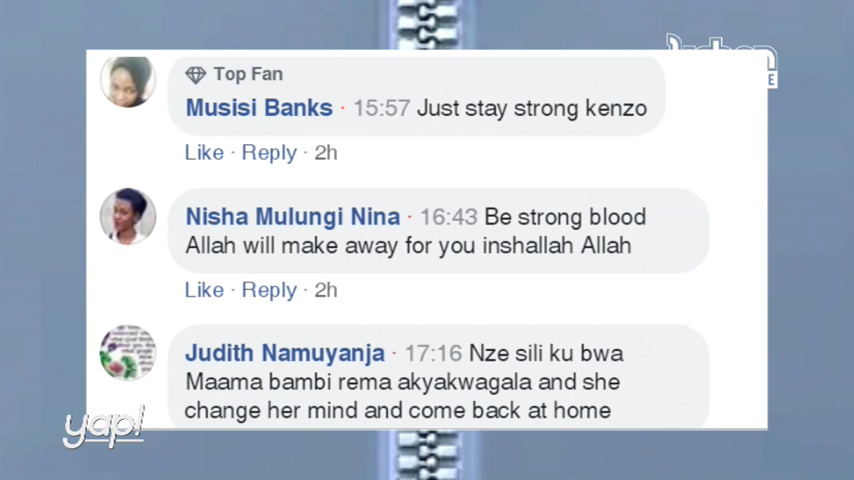 Top Fan
Musisi Banks · 15:57 Just stay strong kenzo
Like · Reply · 2h
Nisha Mulungi Nina · 16:43 Be strong blood
Allah will make away for you inshallah Allah
Like · Reply · 2h
Judith Namuyanja · 17:16 Nze sili ku bwa
Maama bambi rema akyakwagala and she
change her mind and come back at home
yap!